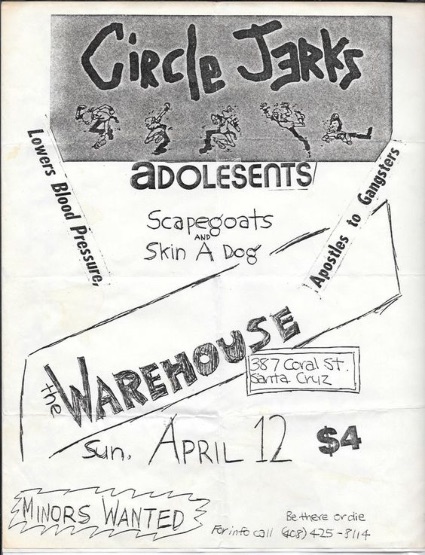 CIRCLE JERKS
ADOLESENTS
Lowers Blood Pressure,
Apostles to Gangsters
Scapegoats
AND
Skin A Dog
the WAREHOUSE
387 Coral St.
Santa Cruz
Sun. APRIL 12 $4
MINORS WANTED
Be there or die
For info call (408) 425-3114